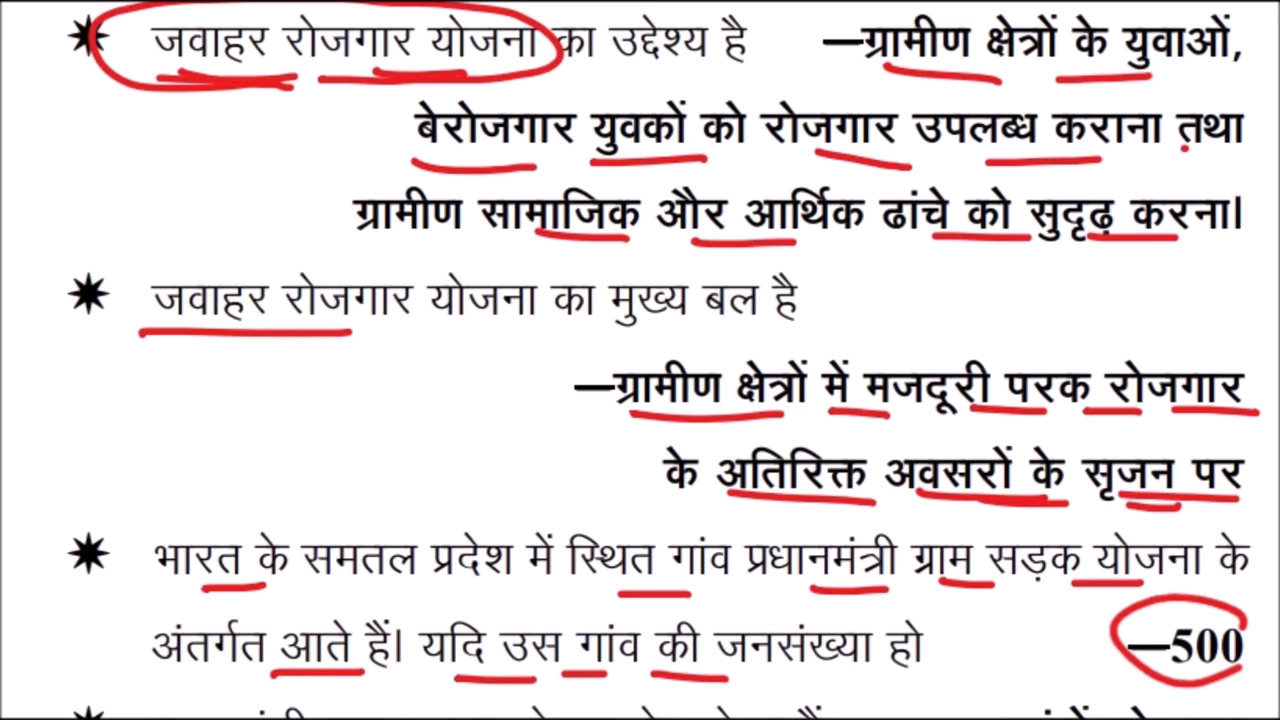 ✷ जवाहर रोजगार योजना का उद्देश्य है —ग्रामीण क्षेत्रों के युवाओं,
बेरोजगार युवकों को रोजगार उपलब्ध कराना तथा
ग्रामीण सामाजिक और आर्थिक ढांचे को सुदृढ़ करना।
✷ जवाहर रोजगार योजना का मुख्य बल है
—ग्रामीण क्षेत्रों में मजदूरी परक रोजगार
के अतिरिक्त अवसरों के सृजन पर
✷ भारत के समतल प्रदेश में स्थित गांव प्रधानमंत्री ग्राम सड़क योजना के
अंतर्गत आते हैं। यदि उस गांव की जनसंख्या हो —500